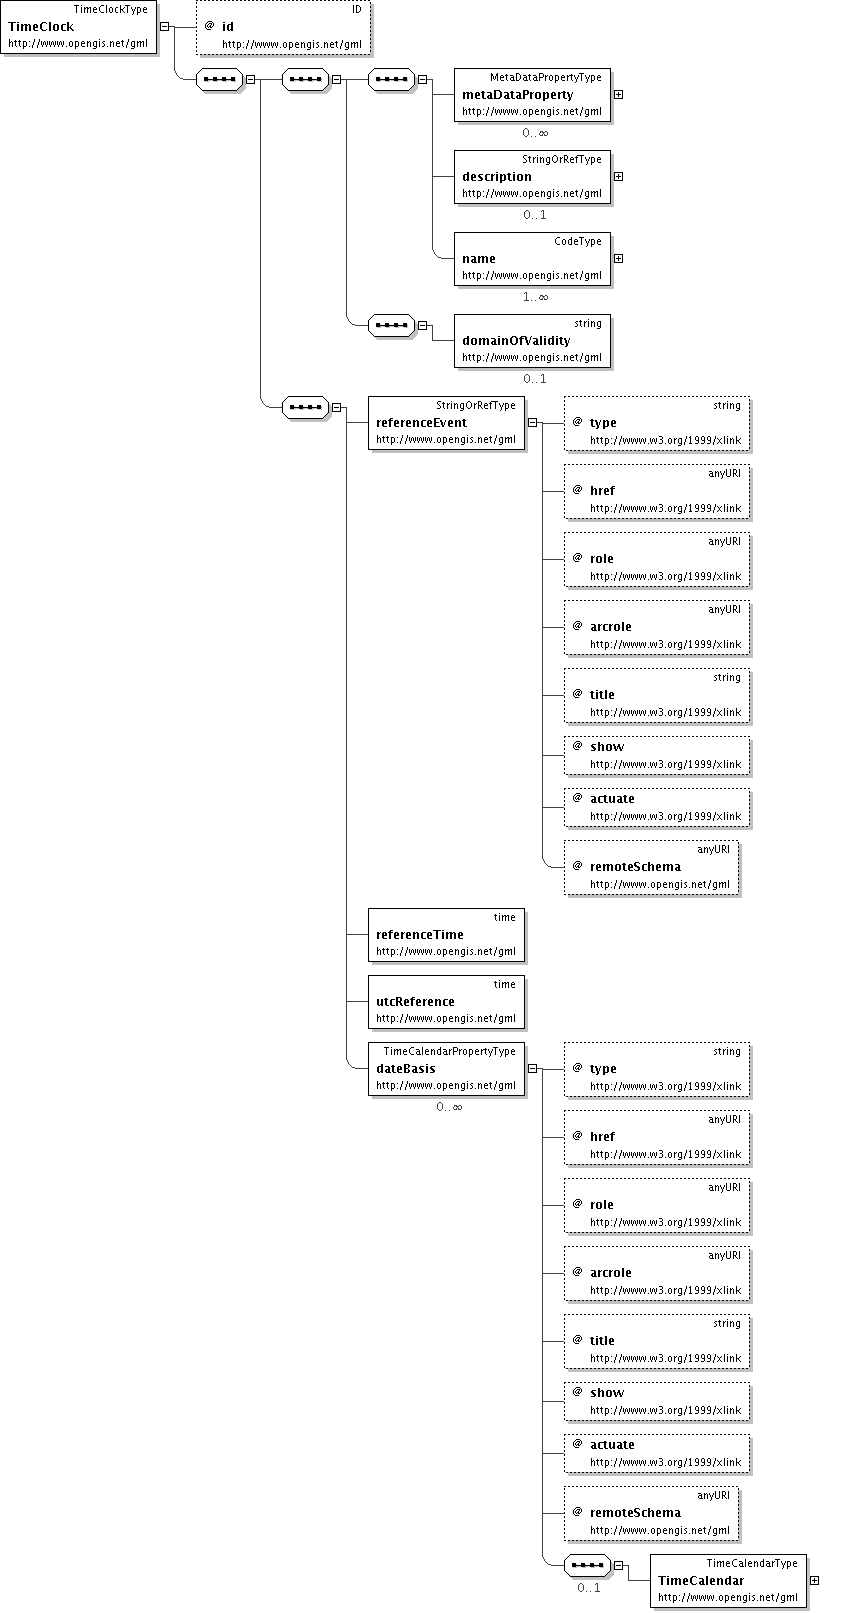 TimeClockType
TimeClock
http://www.opengis.net/gml
ID
@ id
http://www.opengis.net/gml
MetaDataPropertyType
metaDataProperty
http://www.opengis.net/gml
0..∞
StringOrRefType
description
http://www.opengis.net/gml
0..1
CodeType
name
http://www.opengis.net/gml
1..∞
string
domainOfValidity
http://www.opengis.net/gml
0..1
StringOrRefType
referenceEvent
http://www.opengis.net/gml
string
@ type
http://www.w3.org/1999/xlink
anyURI
@ href
http://www.w3.org/1999/xlink
anyURI
@ role
http://www.w3.org/1999/xlink
anyURI
@ arcrole
http://www.w3.org/1999/xlink
string
@ title
http://www.w3.org/1999/xlink
@ show
http://www.w3.org/1999/xlink
@ actuate
http://www.w3.org/1999/xlink
anyURI
@ remoteSchema
http://www.opengis.net/gml
time
referenceTime
http://www.opengis.net/gml
time
utcReference
http://www.opengis.net/gml
TimeCalendarPropertyType
dateBasis
http://www.opengis.net/gml
0..∞
string
@ type
http://www.w3.org/1999/xlink
anyURI
@ href
http://www.w3.org/1999/xlink
anyURI
@ role
http://www.w3.org/1999/xlink
anyURI
@ arcrole
http://www.w3.org/1999/xlink
string
@ title
http://www.w3.org/1999/xlink
@ show
http://www.w3.org/1999/xlink
@ actuate
http://www.w3.org/1999/xlink
anyURI
@ remoteSchema
http://www.opengis.net/gml
0..1
TimeCalendarType
TimeCalendar
http://www.opengis.net/gml